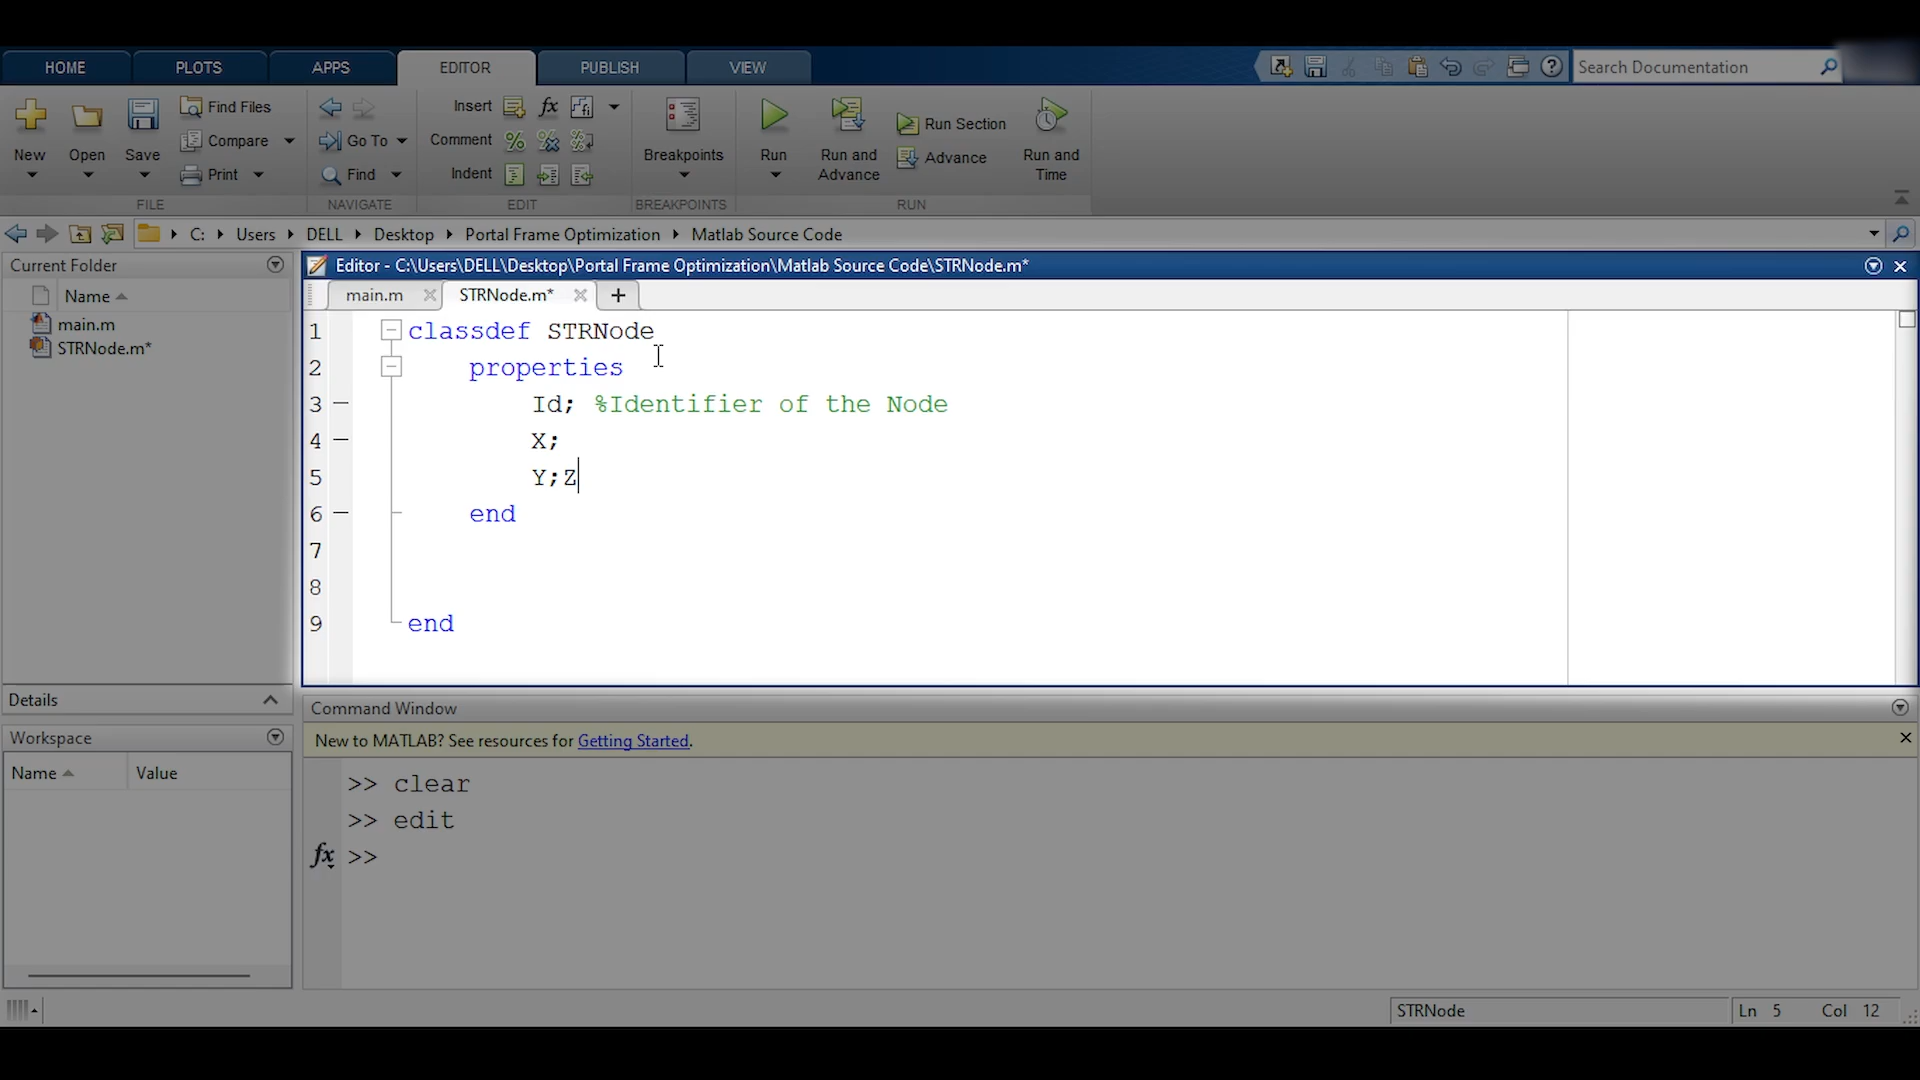 HOME PLOTS APPS EDITOR PUBLISH VIEW Search Documentation
New Open Save Find Files Compare Print
FILE
Go To Find
NAVIGATE
Insert fx
Comment % %
Indent
EDIT
Breakpoints
BREAKPOINTS
Run Run and Advance Run Section Advance Run and Time
RUN
C: Users DELL Desktop Portal Frame Optimization Matlab Source Code
Current Folder
Name
main.m
STRNode.m*
Details
Workspace
Name Value
Editor - C:\Users\DELL\Desktop\Portal Frame Optimization\Matlab Source Code\STRNode.m*
main.m STRNode.m* +
1 classdef STRNode
2 properties
3 Id; %Identifier of the Node
4 X;
5 Y;Z
6 end
7
8
9 end
Command Window
New to MATLAB? See resources for Getting Started.
>> clear
>> edit
fx >>
STRNode Ln 5 Col 12